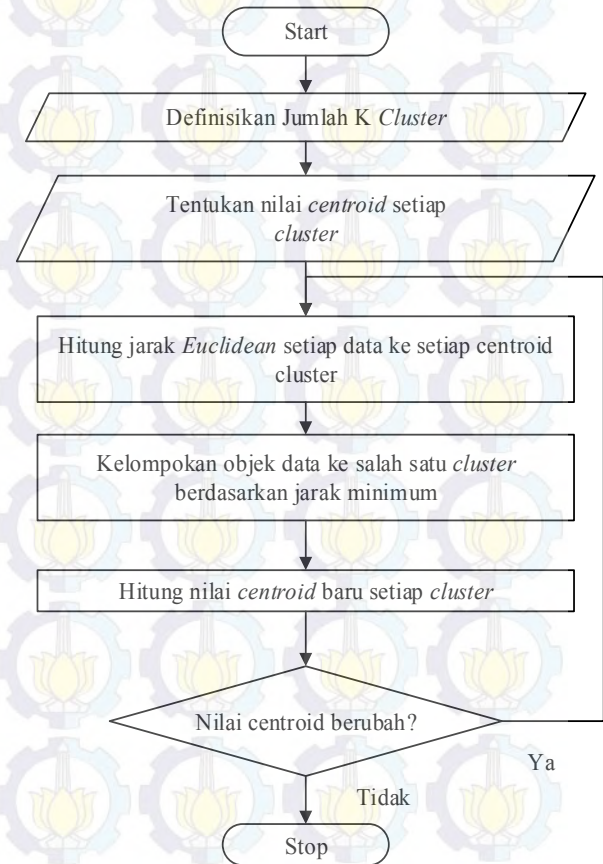 Start
Definisikan Jumlah K Cluster
Tentukan nilai centroid setiap
cluster
Hitung jarak Euclidean setiap data ke setiap centroid
cluster
Kelompokan objek data ke salah satu cluster
berdasarkan jarak minimum
Hitung nilai centroid baru setiap cluster
Nilai centroid berubah?
Ya
Tidak
Stop